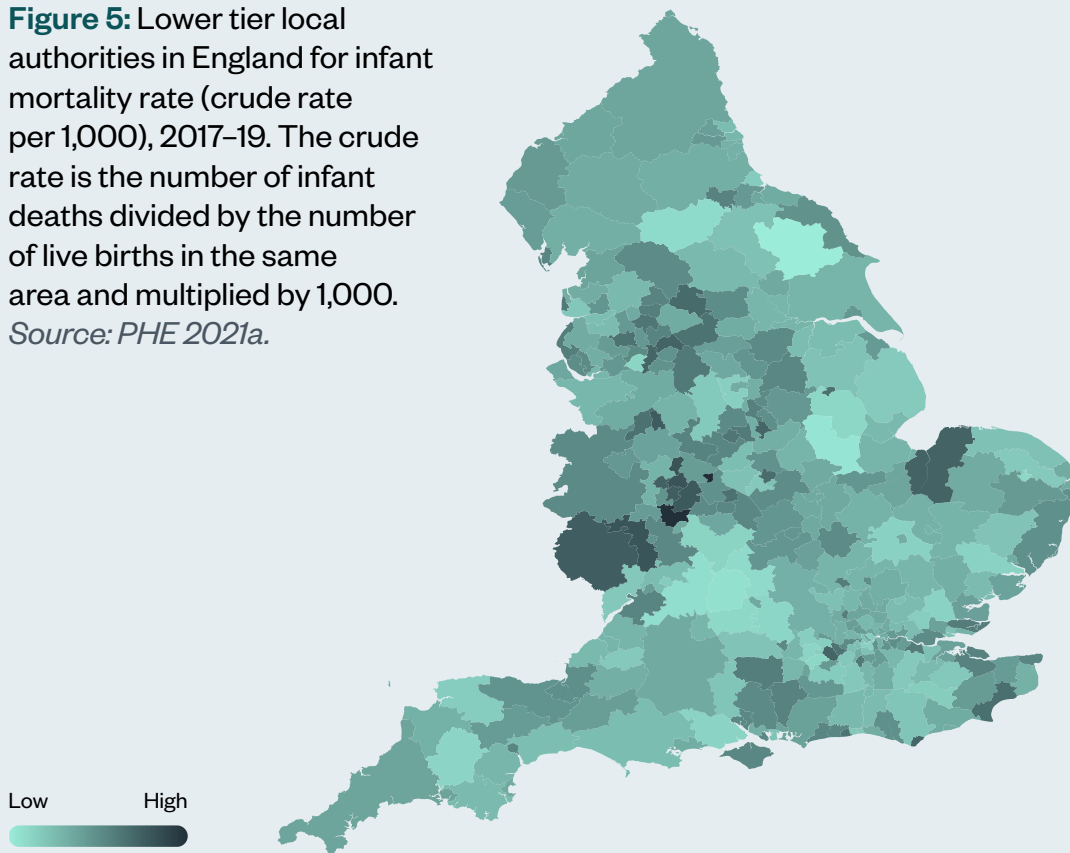 Figure 5: Lower tier local
authorities in England for infant
mortality rate (crude rate
per 1,000), 2017–19. The crude
rate is the number of infant
deaths divided by the number
of live births in the same
area and multiplied by 1,000.
Source: PHE 2021a.
Low High